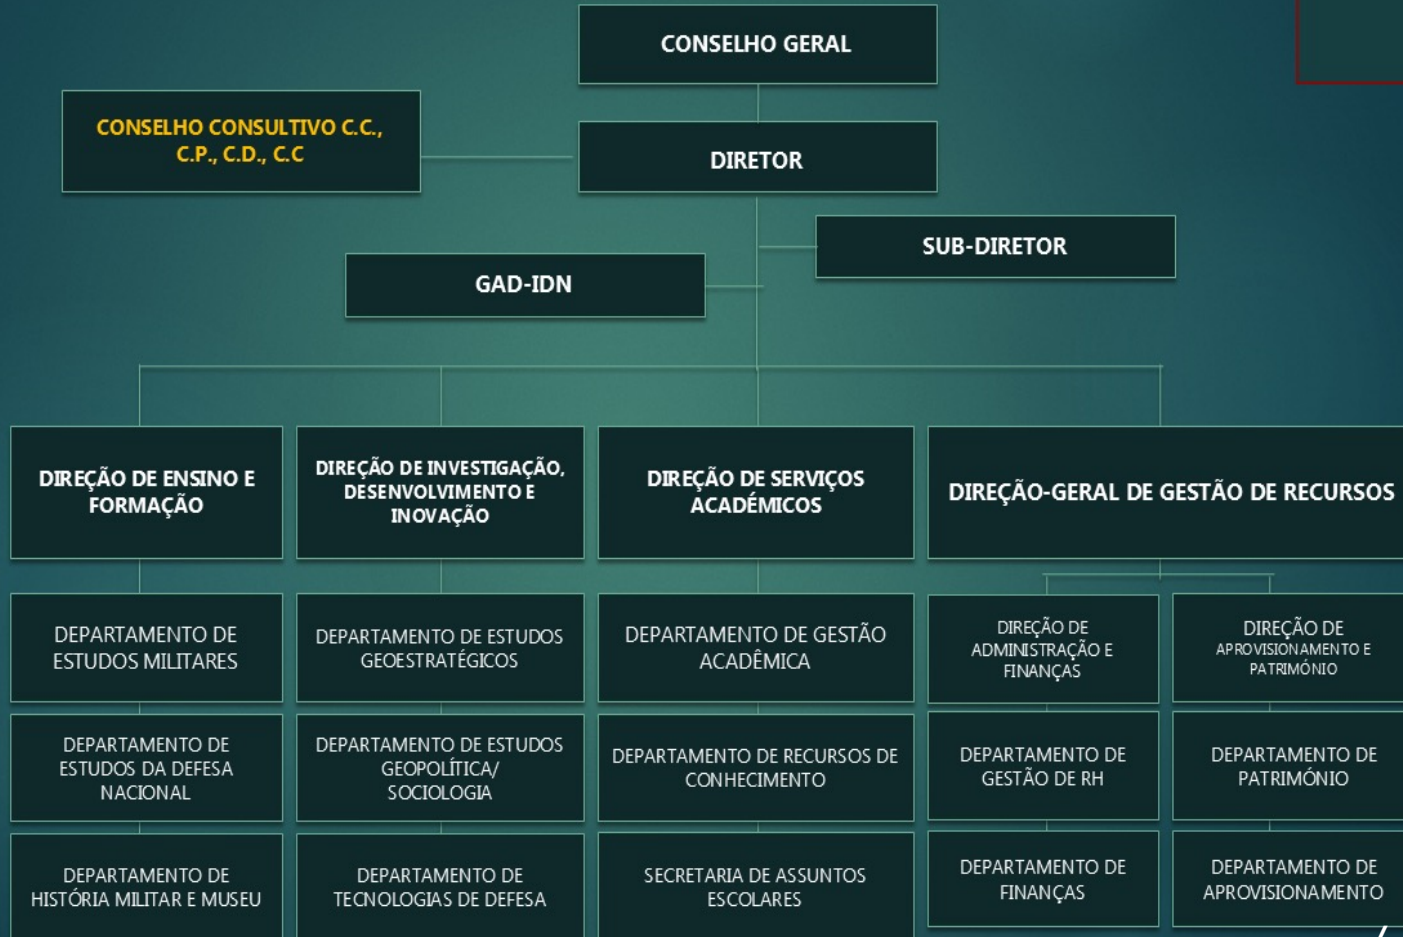 CONSELHO GERAL
CONSELHO CONSULTIVO C.C.,
C.P., C.D., C.C
DIRETOR
SUB-DIRETOR
GAD-IDN
DIREÇÃO DE ENSINO E
FORMAÇÃO
DIREÇÃO DE INVESTIGAÇÃO,
DESENVOLVIMENTO E
INOVAÇÃO
DIREÇÃO DE SERVIÇOS
ACADÉMICOS
DIREÇÃO-GERAL DE GESTÃO DE RECURSOS
DEPARTAMENTO DE
ESTUDOS MILITARES
DEPARTAMENTO DE ESTUDOS
GEOESTRATÉGICOS
DEPARTAMENTO DE GESTÃO
ACADÊMICA
DIREÇÃO DE
ADMINISTRAÇÃO E
FINANÇAS
DIREÇÃO DE
APROVISIONAMENTO E
PATRIMÓNIO
DEPARTAMENTO DE
ESTUDOS DA DEFESA
NACIONAL
DEPARTAMENTO DE ESTUDOS
GEOPOLÍTICA/
SOCIOLOGIA
DEPARTAMENTO DE RECURSOS DE
CONHECIMENTO
DEPARTAMENTO DE
GESTÃO DE RH
DEPARTAMENTO DE
PATRIMÓNIO
DEPARTAMENTO DE
HISTÓRIA MILITAR E MUSEU
DEPARTAMENTO DE
TECNOLOGIAS DE DEFESA
SECRETARIA DE ASSUNTOS
ESCOLARES
DEPARTAMENTO DE
FINANÇAS
DEPARTAMENTO DE
APROVISIONAMENTO